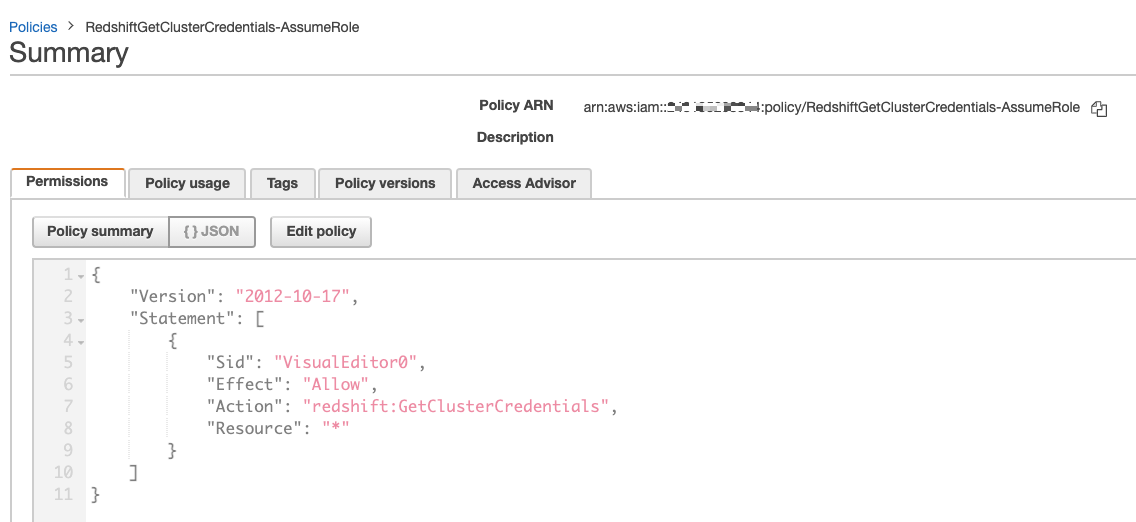 Policies > RedshiftGetClusterCredentials-AssumeRole
Summary
Policy ARN arn:aws:iam:: :policy/RedshiftGetClusterCredentials-AssumeRole
Description
Permissions Policy usage Tags Policy versions Access Advisor
Policy summary { } JSON Edit policy
1 {
2 "Version": "2012-10-17",
3 "Statement": [
4 {
5 "Sid": "VisualEditor0",
6 "Effect": "Allow",
7 "Action": "redshift:GetClusterCredentials",
8 "Resource": "*"
9 }
10 ]
11 }